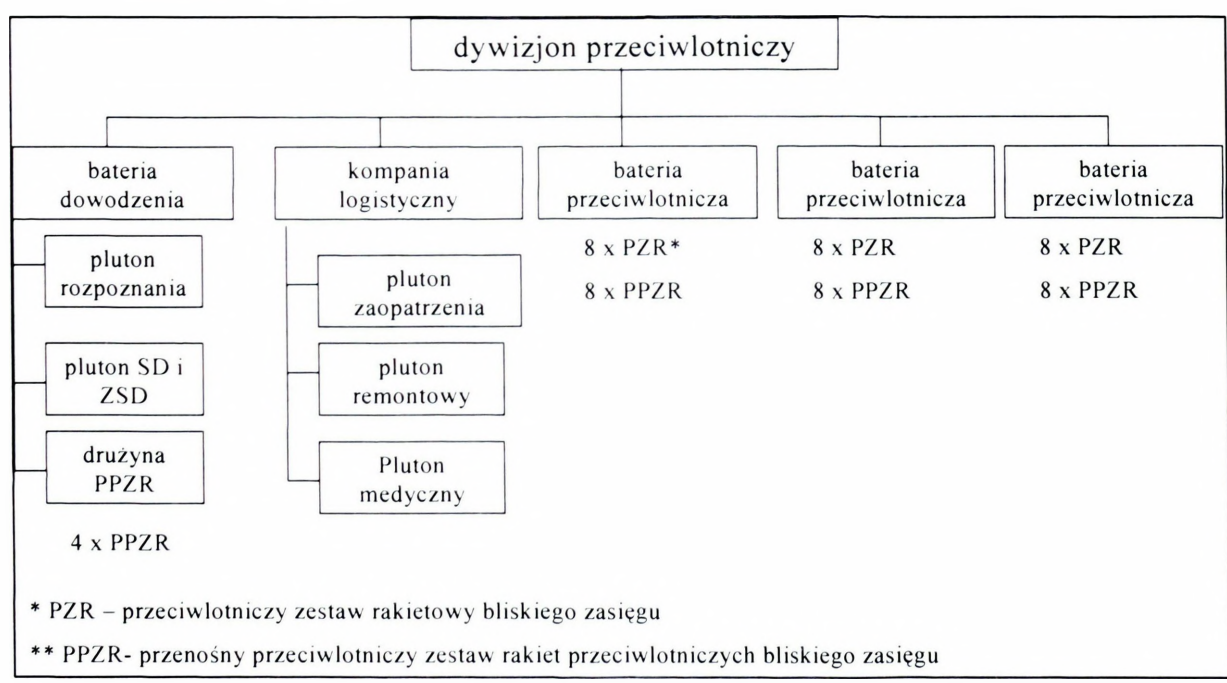 dywizjon przeciwlotniczy
bateria
dowodzenia
pluton
rozpoznania
pluton SD i
ZSD
drużyna
PPZR
4 x PPZR
kompania
logistyczny
pluton
zaopatrzenia
pluton
remontowy
Pluton
medyczny
bateria
przeciwlotnicza
8 x PZR*
8 x PPZR
bateria
przeciwlotnicza
8 x PZR
8 x PPZR
bateria
przeciwlotnicza
8 x PZR
8 x PPZR
* PZR – przeciwlotniczy zestaw rakietowy bliskiego zasięgu
** PPZR- przenośny przeciwlotniczy zestaw rakiet przeciwlotniczych bliskiego zasięgu